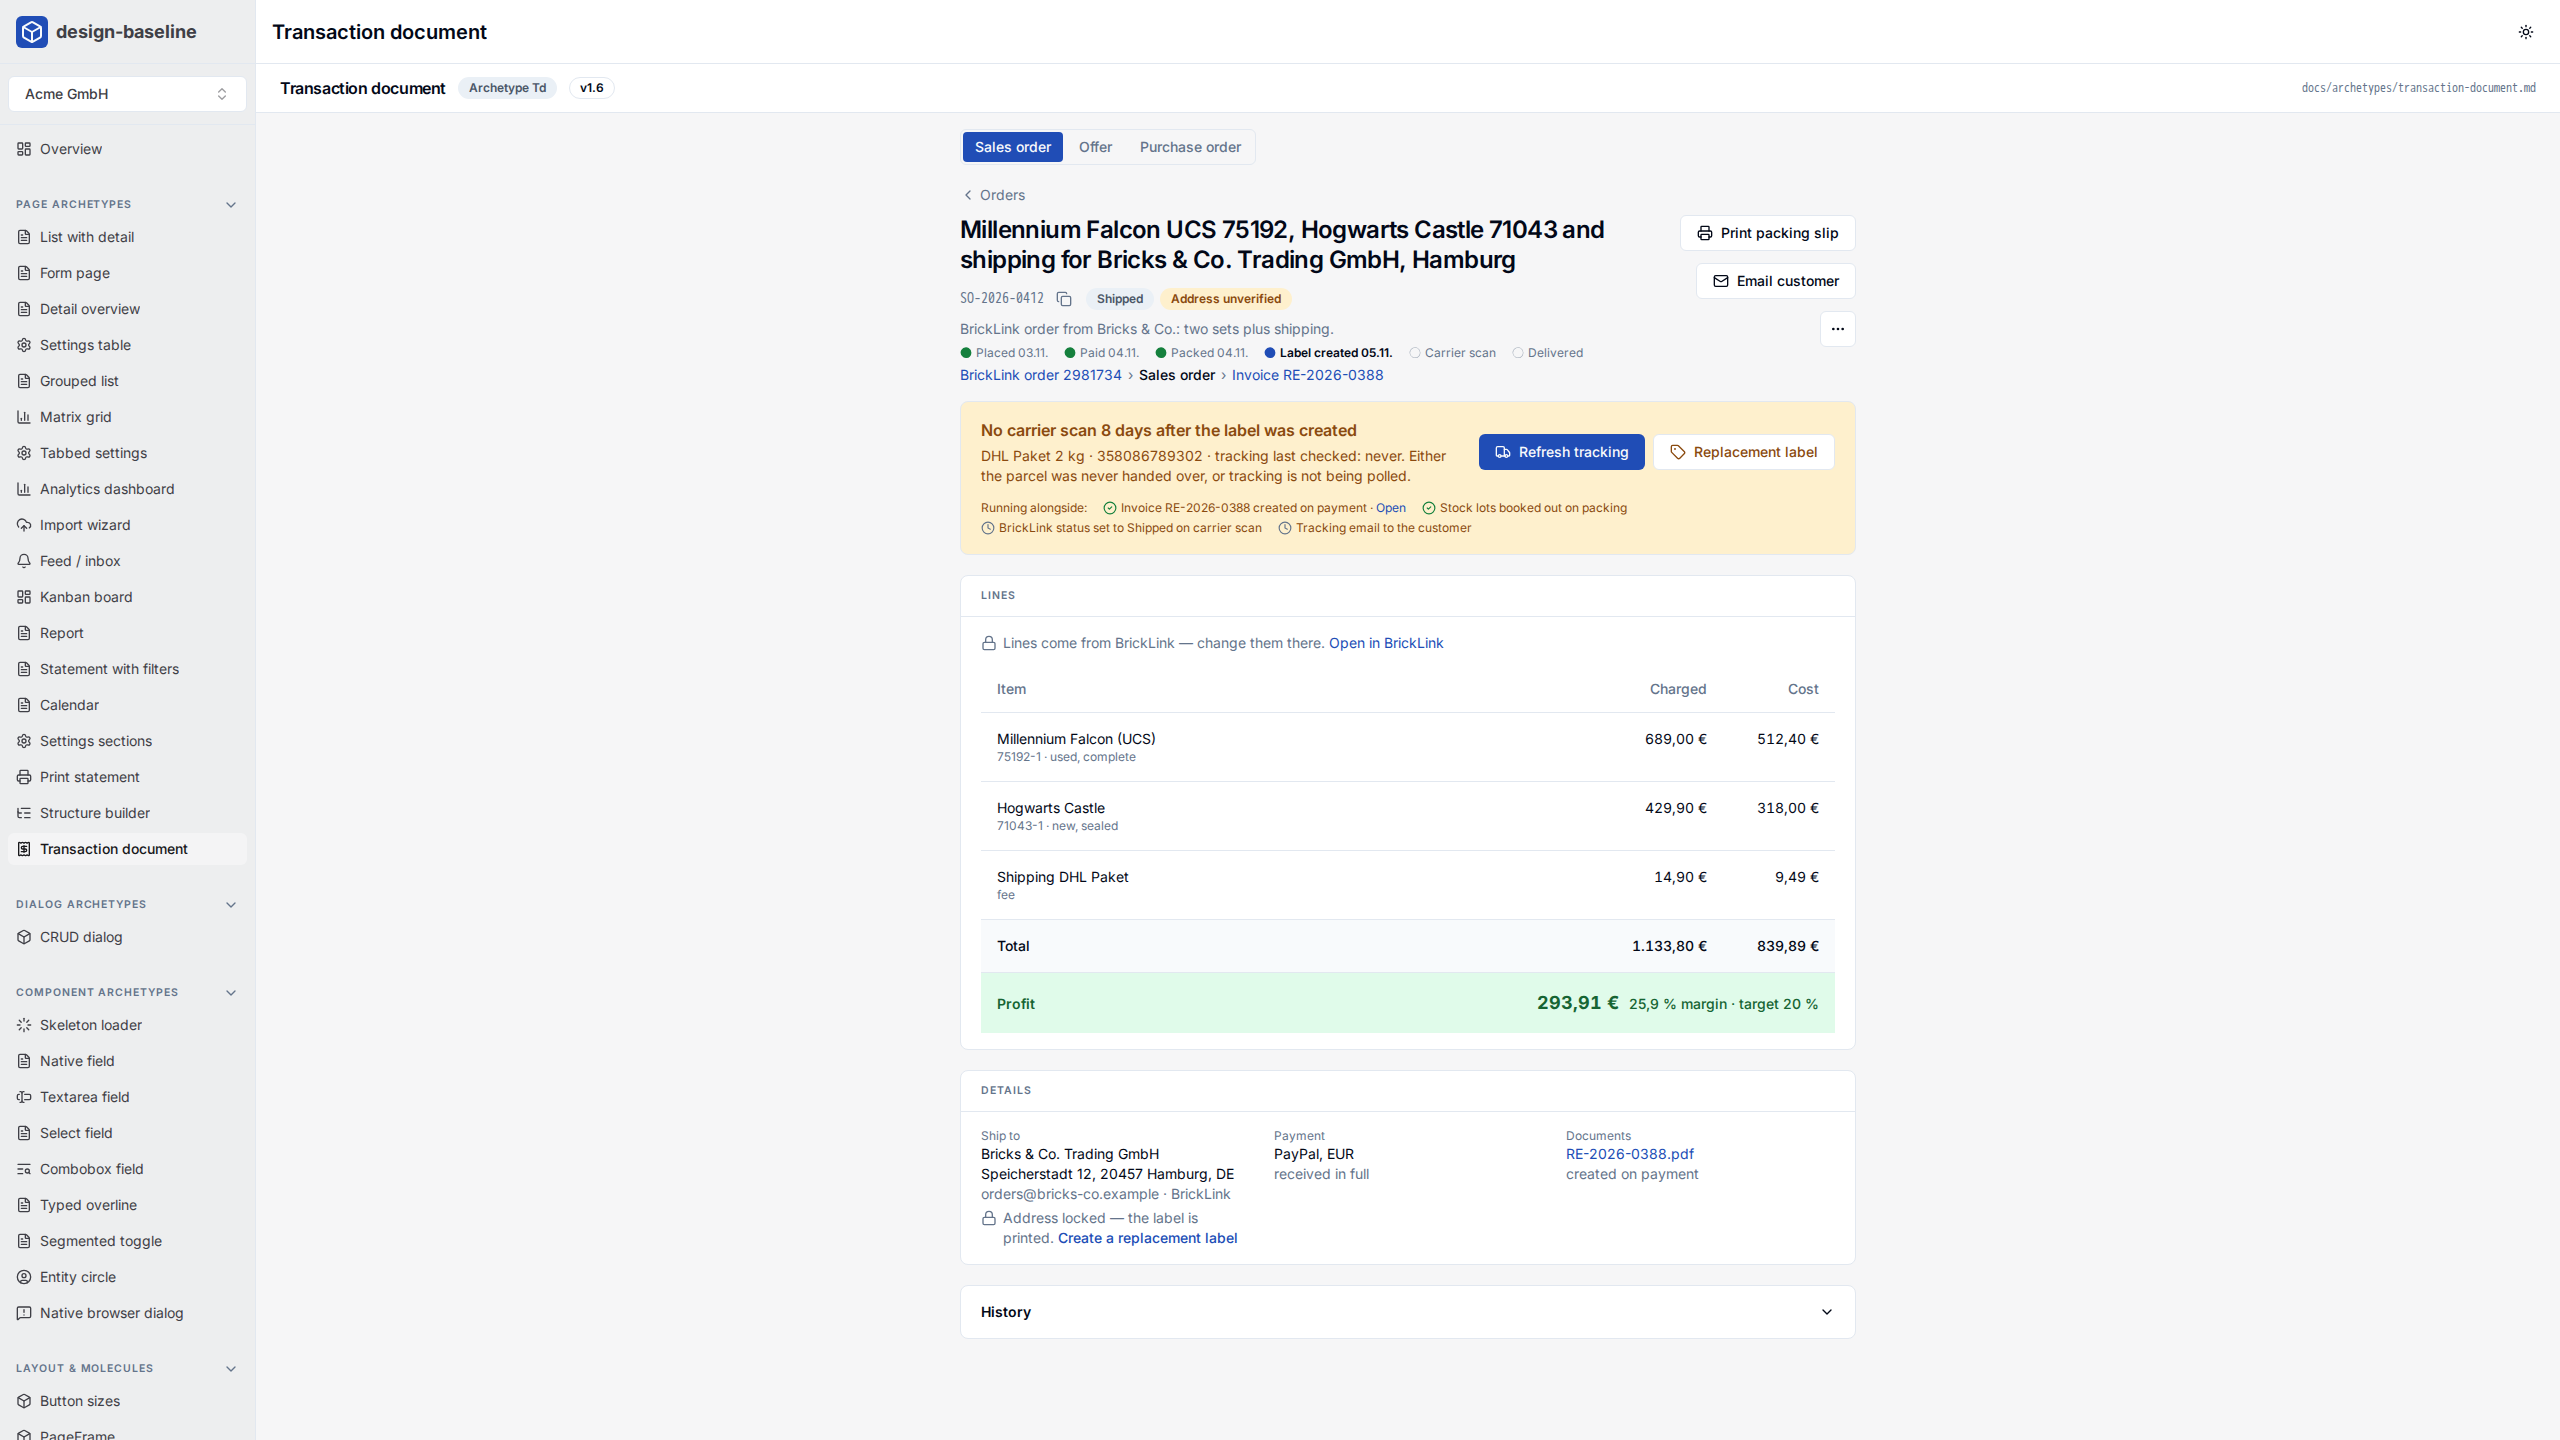 design-baseline
Transaction document
Acme GmbH
Transaction document
Archetype Td
v1.6
docs/archetypes/transaction-document.md
Overview
PAGE ARCHETYPES
List with detail
Form page
Detail overview
Settings table
Grouped list
Matrix grid
Tabbed settings
Analytics dashboard
Import wizard
Feed / inbox
Kanban board
Report
Statement with filters
Calendar
Settings sections
Print statement
Structure builder
Transaction document
DIALOG ARCHETYPES
CRUD dialog
COMPONENT ARCHETYPES
Skeleton loader
Native field
Textarea field
Select field
Combobox field
Typed overline
Segmented toggle
Entity circle
Native browser dialog
LAYOUT & MOLECULES
Button sizes
PageFrame
Sales order
Offer
Purchase order
Orders
Millennium Falcon UCS 75192, Hogwarts Castle 71043 and
shipping for Bricks & Co. Trading GmbH, Hamburg
Print packing slip
Email customer
SO-2026-0412
Shipped
Address unverified
BrickLink order from Bricks & Co.: two sets plus shipping.
Placed 03.11. Paid 04.11. Packed 04.11. Label created 05.11. Carrier scan Delivered
BrickLink order 2981734 › Sales order › Invoice RE-2026-0388
No carrier scan 8 days after the label was created
DHL Paket 2 kg · 358086789302 · tracking last checked: never. Either
the parcel was never handed over, or tracking is not being polled.
Refresh tracking
Replacement label
Running alongside: Invoice RE-2026-0388 created on payment · Open Stock lots booked out on packing
BrickLink status set to Shipped on carrier scan Tracking email to the customer
LINES
Lines come from BrickLink — change them there. Open in BrickLink
Item Charged Cost
Millennium Falcon (UCS) 689,00 € 512,40 €
75192-1 · used, complete
Hogwarts Castle 429,90 € 318,00 €
71043-1 · new, sealed
Shipping DHL Paket 14,90 € 9,49 €
fee
Total 1.133,80 € 839,89 €
Profit 293,91 € 25,9 % margin · target 20 %
DETAILS
Ship to
Bricks & Co. Trading GmbH
Speicherstadt 12, 20457 Hamburg, DE
orders@bricks-co.example · BrickLink
Address locked — the label is
printed. Create a replacement label
Payment
PayPal, EUR
received in full
Documents
RE-2026-0388.pdf
created on payment
History